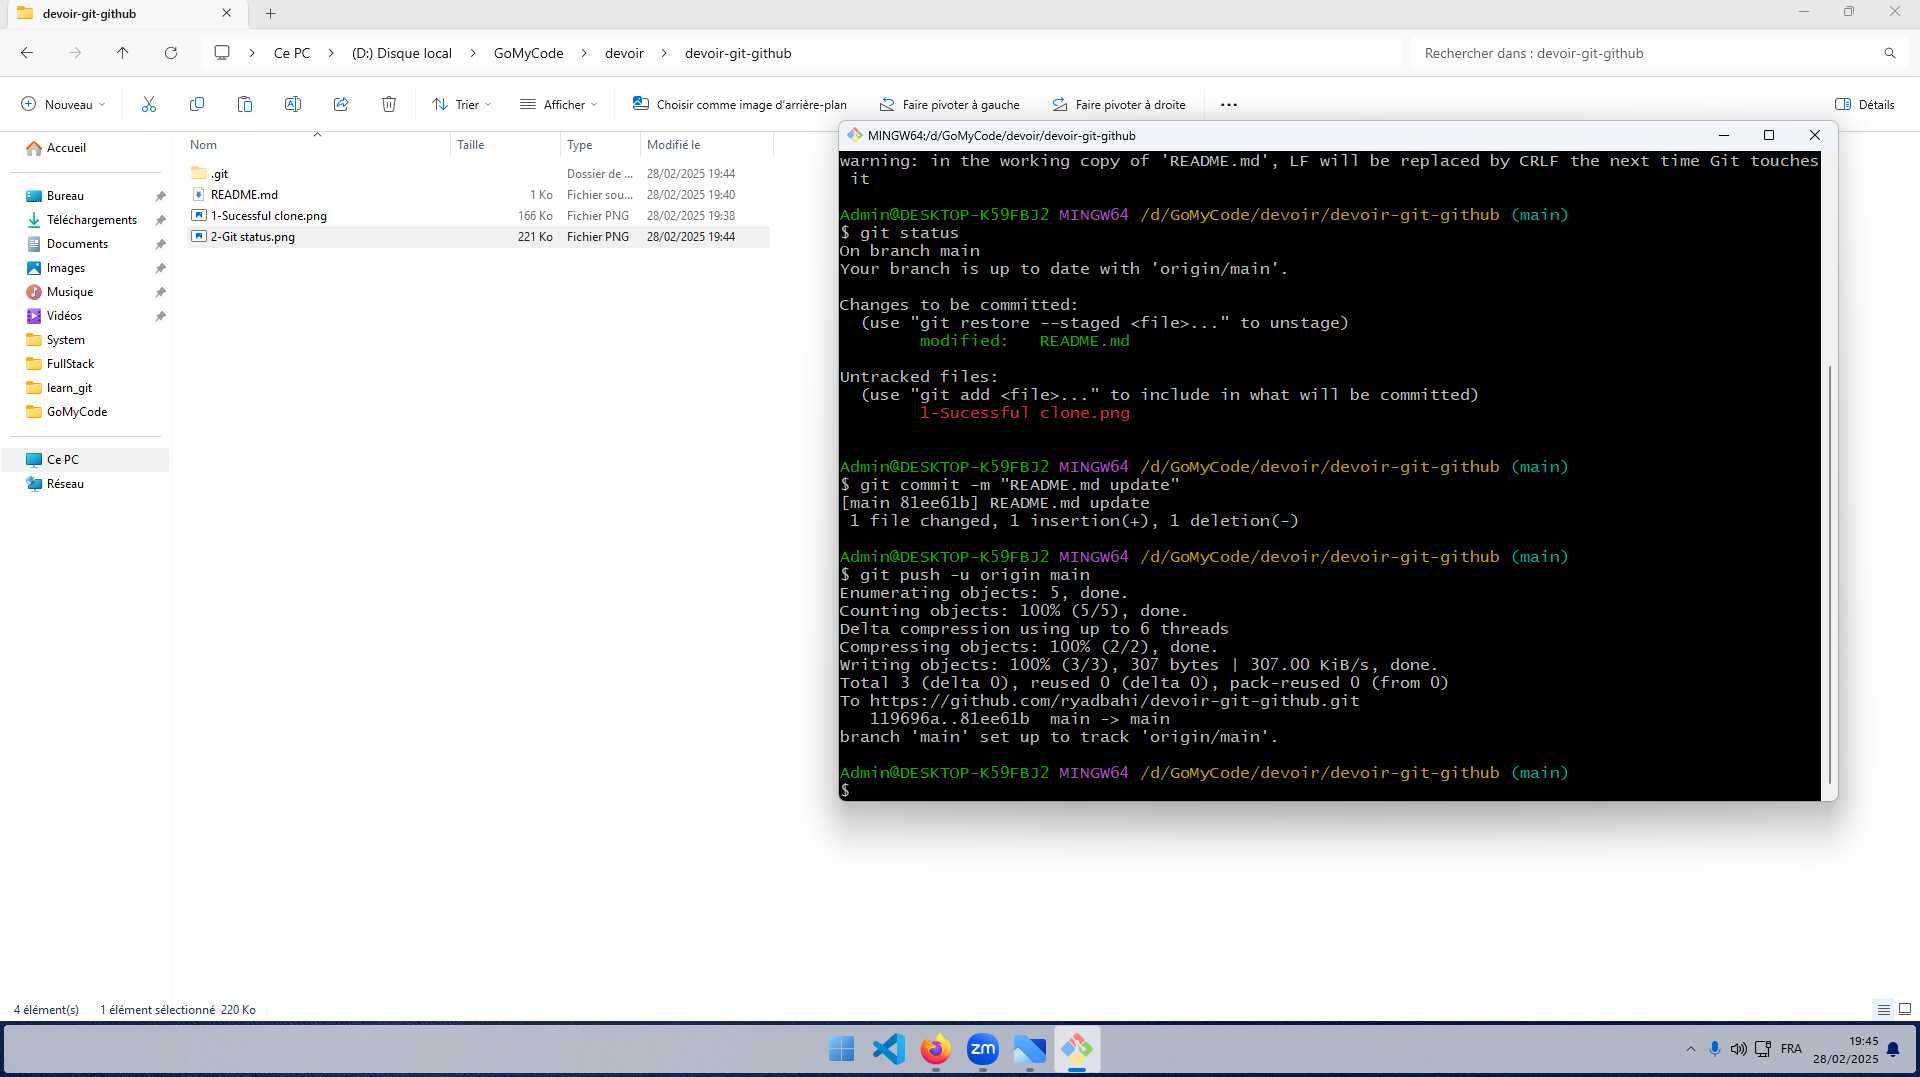 devoir-git-github
Ce PC
(D:) Disque local
GoMyCode
devoir
devoir-git-github
Rechercher dans : devoir-git-github
Nouveau
Trier
Afficher
Choisir comme image d'arrière-plan
Faire pivoter à gauche
Faire pivoter à droite
Détails
Accueil
Bureau
Téléchargements
Documents
Images
Musique
Vidéos
System
FullStack
learn_git
GoMyCode
Ce PC
Réseau
Nom Taille Type Modifié le
.git Dossier de ... 28/02/2025 19:44
README.md 1 Ko Fichier sou... 28/02/2025 19:40
1-Sucessful clone.png 166 Ko Fichier PNG 28/02/2025 19:38
2-Git status.png 221 Ko Fichier PNG 28/02/2025 19:44
MINGW64:/d/GoMyCode/devoir/devoir-git-github
warning: in the working copy of 'README.md', LF will be replaced by CRLF the next time Git touches
it
Admin@DESKTOP-K59FBJ2 MINGW64 /d/GoMyCode/devoir/devoir-git-github (main)
$ git status
On branch main
Your branch is up to date with 'origin/main'.
Changes to be committed:
(use "git restore --staged <file>..." to unstage)
modified: README.md
Untracked files:
(use "git add <file>..." to include in what will be committed)
1-Sucessful clone.png
Admin@DESKTOP-K59FBJ2 MINGW64 /d/GoMyCode/devoir/devoir-git-github (main)
$ git commit -m "README.md update"
[main 81ee61b] README.md update
1 file changed, 1 insertion(+), 1 deletion(-)
Admin@DESKTOP-K59FBJ2 MINGW64 /d/GoMyCode/devoir/devoir-git-github (main)
$ git push -u origin main
Enumerating objects: 5, done.
Counting objects: 100% (5/5), done.
Delta compression using up to 6 threads
Compressing objects: 100% (2/2), done.
Writing objects: 100% (3/3), 307 bytes | 307.00 KiB/s, done.
Total 3 (delta 0), reused 0 (delta 0), pack-reused 0 (from 0)
To https://github.com/ryadbahi/devoir-git-github.git
119696a..81ee61b main -> main
branch 'main' set up to track 'origin/main'.
Admin@DESKTOP-K59FBJ2 MINGW64 /d/GoMyCode/devoir/devoir-git-github (main)
$
4 élément(s) 1 élément sélectionné 220 Ko
zm
FRA
19:45
28/02/2025